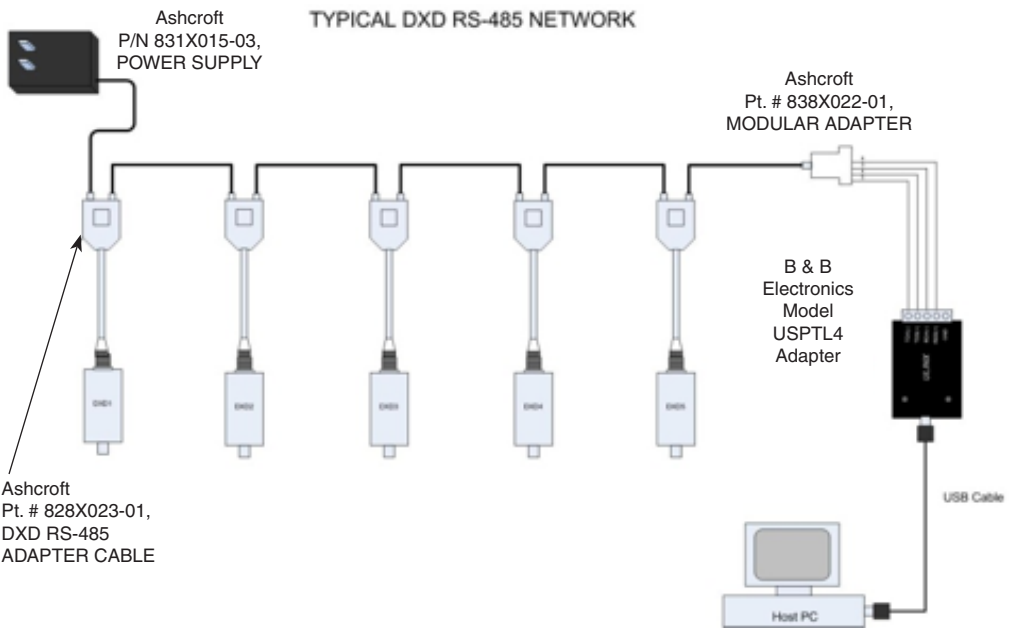 TYPICAL DXD RS-485 NETWORK
Ashcroft
P/N 831X015-03,
POWER SUPPLY
Ashcroft
Pt. # 838X022-01,
MODULAR ADAPTER
B & B
Electronics
Model
USPTL4
Adapter
DXD1
DXD2
DXD3
DXD4
DXD5
Ashcroft
Pt. # 828X023-01,
DXD RS-485
ADAPTER CABLE
USB Cable
Host PC